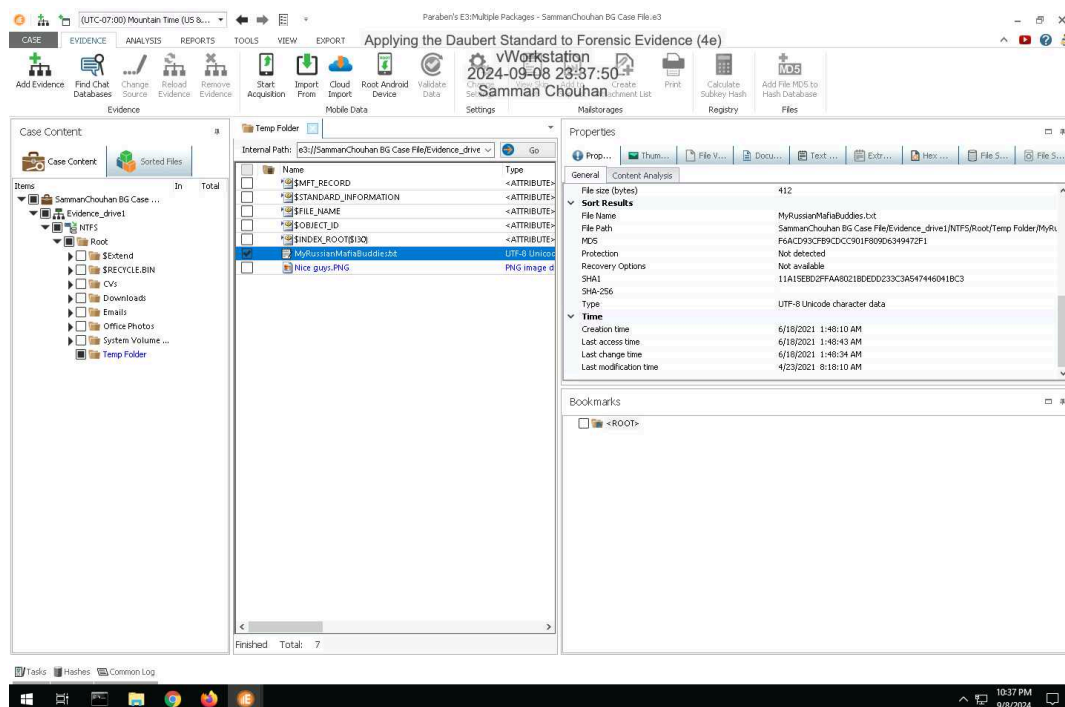 (UTC-07:00) Mountain Time (US &...
Paraben's E3:Multiple Packages - SammanChouhan BG Case File.e3
CASE EVIDENCE ANALYSIS REPORTS TOOLS VIEW EXPORT
Applying the Daubert Standard to Forensic Evidence (4e)
vWorkstation
2024-09-08 23:37:50
Samman Chouhan
Add Evidence
Find Chat Databases
Change Source
Reload Evidence
Remove Evidence
Evidence
Start Acquisition
Import From
Cloud Import
Root Android Device
Validate Data
Mobile Data
Settings
Create
Print
Mailstorages
Calculate Subkey Hash
Registry
MD5
Add File MD5 to Hash Database
Files
Case Content
Case Content
Sorted Files
Items In Total
SammanChouhan BG Case ...
Evidence_drive1
NTFS
Root
$Extend
$RECYCLE.BIN
CVs
Downloads
Emails
Office Photos
System Volume ...
Temp Folder
Temp Folder
Internal Path: e3://SammanChouhan BG Case File/Evidence_drive Go
Name Type
$MFT_RECORD <ATTRIBUTE>
$STANDARD_INFORMATION <ATTRIBUTE>
$FILE_NAME <ATTRIBUTE>
$OBJECT_ID <ATTRIBUTE>
$INDEX_ROOT($I30) <ATTRIBUTE>
MyRussianMafiaBuddies.txt UTF-8 Unicoc
Nice guys.PNG PNG image d
Finished Total: 7
Properties
Prop... Thum... File V... Docu... Text ... Extr... Hex ... File S... File S...
General Content Analysis
File size (bytes) 412
Sort Results
File Name MyRussianMafiaBuddies.txt
File Path SammanChouhan BG Case File/Evidence_drive1/NTFS/Root/Temp Folder/MyRu
MD5 F6ACD93CFB9CDCC901F809D6349472F1
Protection Not detected
Recovery Options Not available
SHA1 11A15EBD2FFAA8021BDEDD233C3A547446041BC3
SHA-256
Type UTF-8 Unicode character data
Time
Creation time 6/18/2021 1:48:10 AM
Last access time 6/18/2021 1:48:43 AM
Last change time 6/18/2021 1:48:34 AM
Last modification time 4/23/2021 8:18:10 AM
Bookmarks
<ROOT>
Tasks Hashes Common Log
10:37 PM
9/8/2024